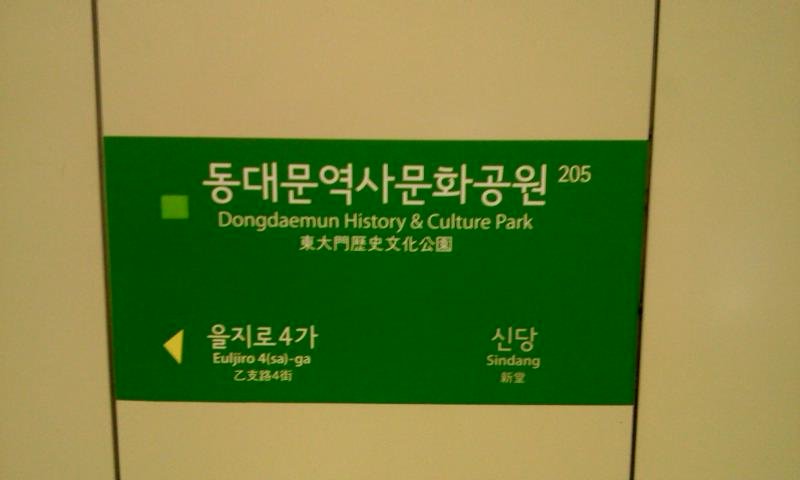 동대문역사문화공원 205
Dongdaemun History & Culture Park
東大門歷史文化公園
을지로4가
Euljiro 4(sa)-ga
乙支路4街
신당
Sindang
新堂